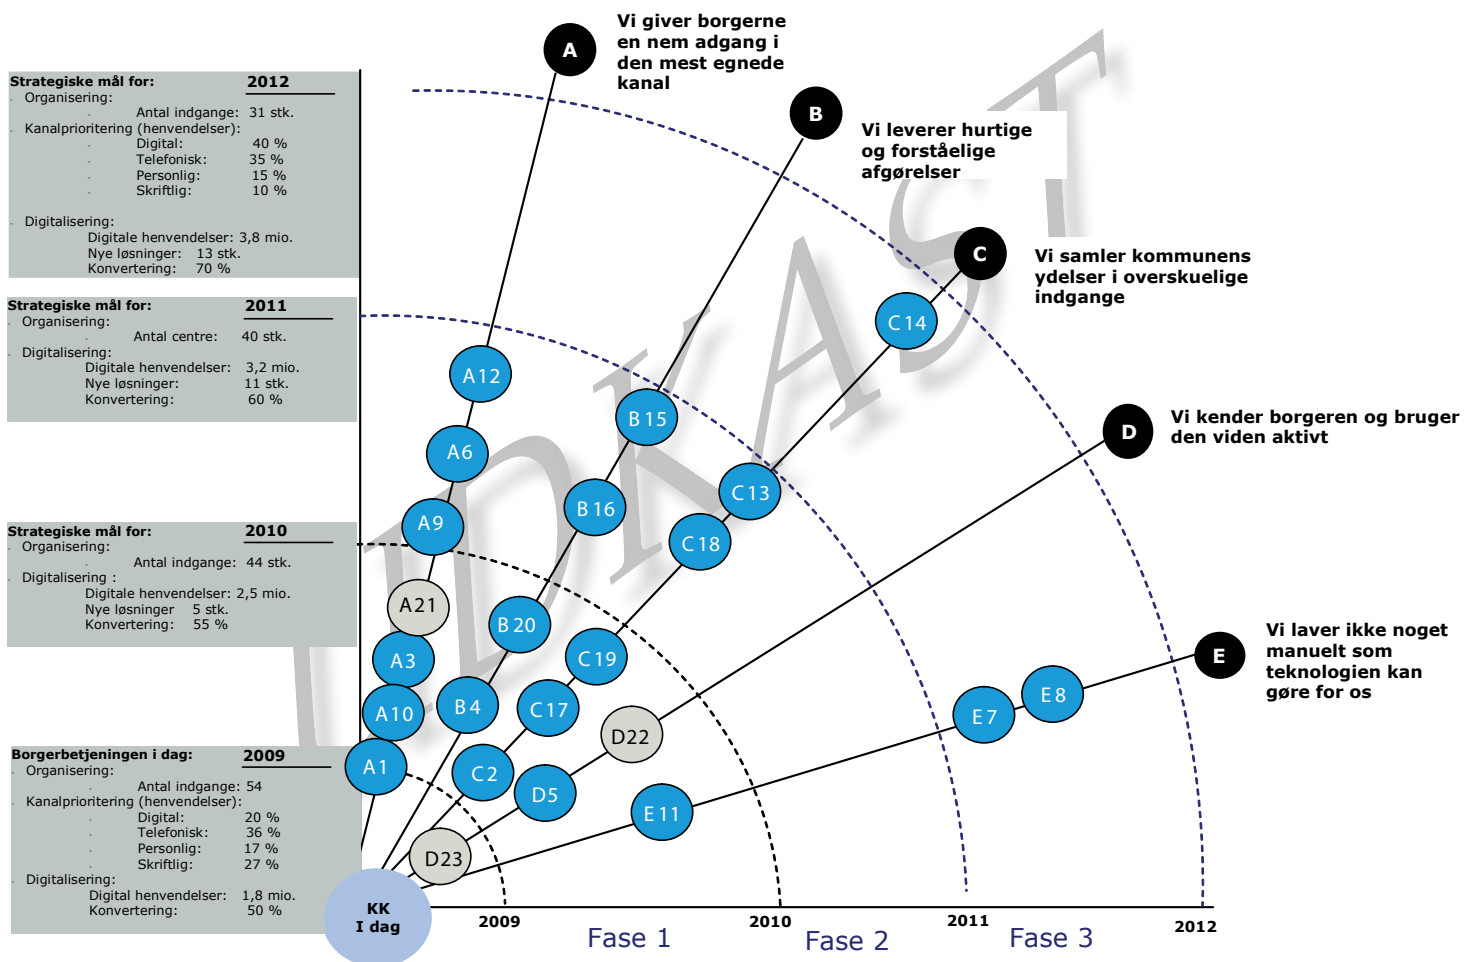 A
Vi giver borgerne
en nem adgang i
den mest egnede
kanal
B
Vi leverer hurtige
og forståelige
afgørelser
C
Vi samler kommunens
ydelser i overskuelige
indgange
D
Vi kender borgeren og bruger
den viden aktivt
E
Vi laver ikke noget
manuelt som
teknologien kan
gøre for os
Strategiske mål for: 2012
- Organisering:
- Antal indgange: 31 stk.
- Kanalprioritering (henvendelser):
- Digital: 40 %
- Telefonisk: 35 %
- Personlig: 15 %
- Skriftlig: 10 %
- Digitalisering:
Digitale henvendelser: 3,8 mio.
Nye løsninger: 13 stk.
Konvertering: 70 %
Strategiske mål for: 2011
- Organisering:
- Antal centre: 40 stk.
- Digitalisering:
Digitale henvendelser: 3,2 mio.
Nye løsninger: 11 stk.
Konvertering: 60 %
Strategiske mål for: 2010
- Organisering:
- Antal indgange: 44 stk.
- Digitalisering :
Digitale henvendelser: 2,5 mio.
Nye løsninger 5 stk.
Konvertering: 55 %
Borgerbetjeningen i dag: 2009
- Organisering:
- Antal indgange: 54
- Kanalprioritering (henvendelser):
- Digital: 20 %
- Telefonisk: 36 %
- Personlig: 17 %
- Skriftlig: 27 %
- Digitalisering:
Digital henvendelser: 1,8 mio.
Konvertering: 50 %
A12
A6
A9
A21
A3
A10
A1
B15
B16
B20
B4
C14
C13
C18
C19
C17
C2
D22
D5
D23
E8
E7
E11
UDKAST
KK
I dag
2009
2010
2011
2012
Fase 1
Fase 2
Fase 3